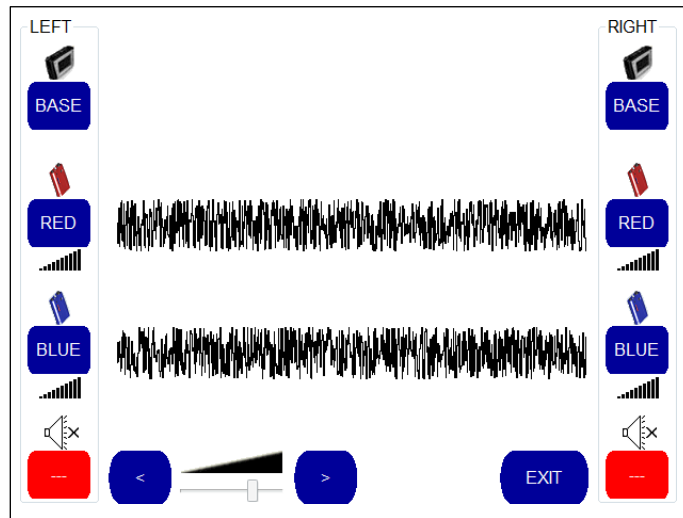 LEFT
RIGHT
BASE
BASE
RED
RED
BLUE
BLUE
---
<
>
EXIT
---